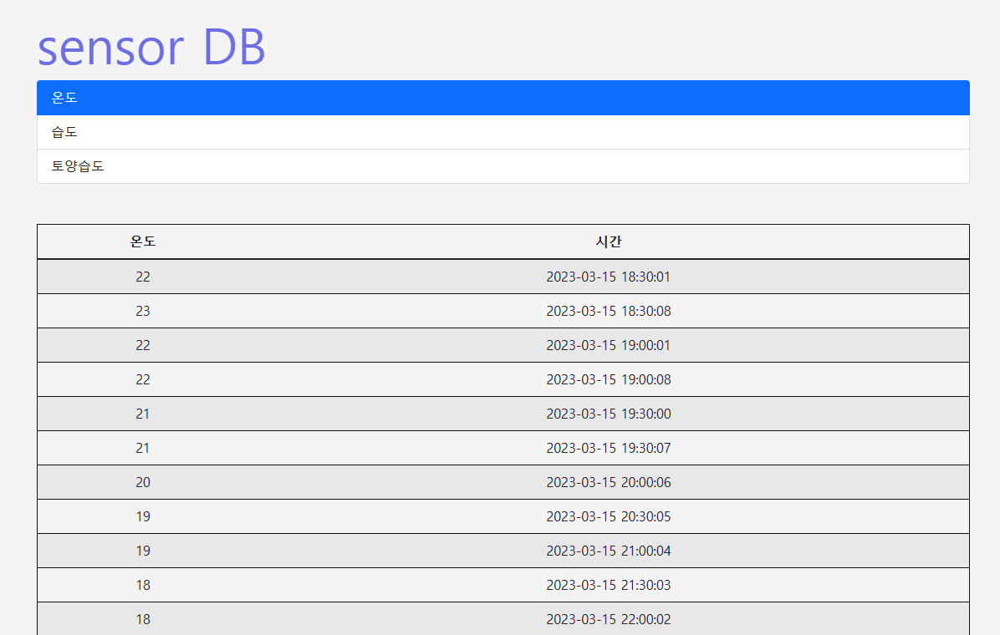 sensor DB
온도
습도
토양습도
온도 시간
22 2023-03-15 18:30:01
23 2023-03-15 18:30:08
22 2023-03-15 19:00:01
22 2023-03-15 19:00:08
21 2023-03-15 19:30:00
21 2023-03-15 19:30:07
20 2023-03-15 20:00:06
19 2023-03-15 20:30:05
19 2023-03-15 21:00:04
18 2023-03-15 21:30:03
18 2023-03-15 22:00:02